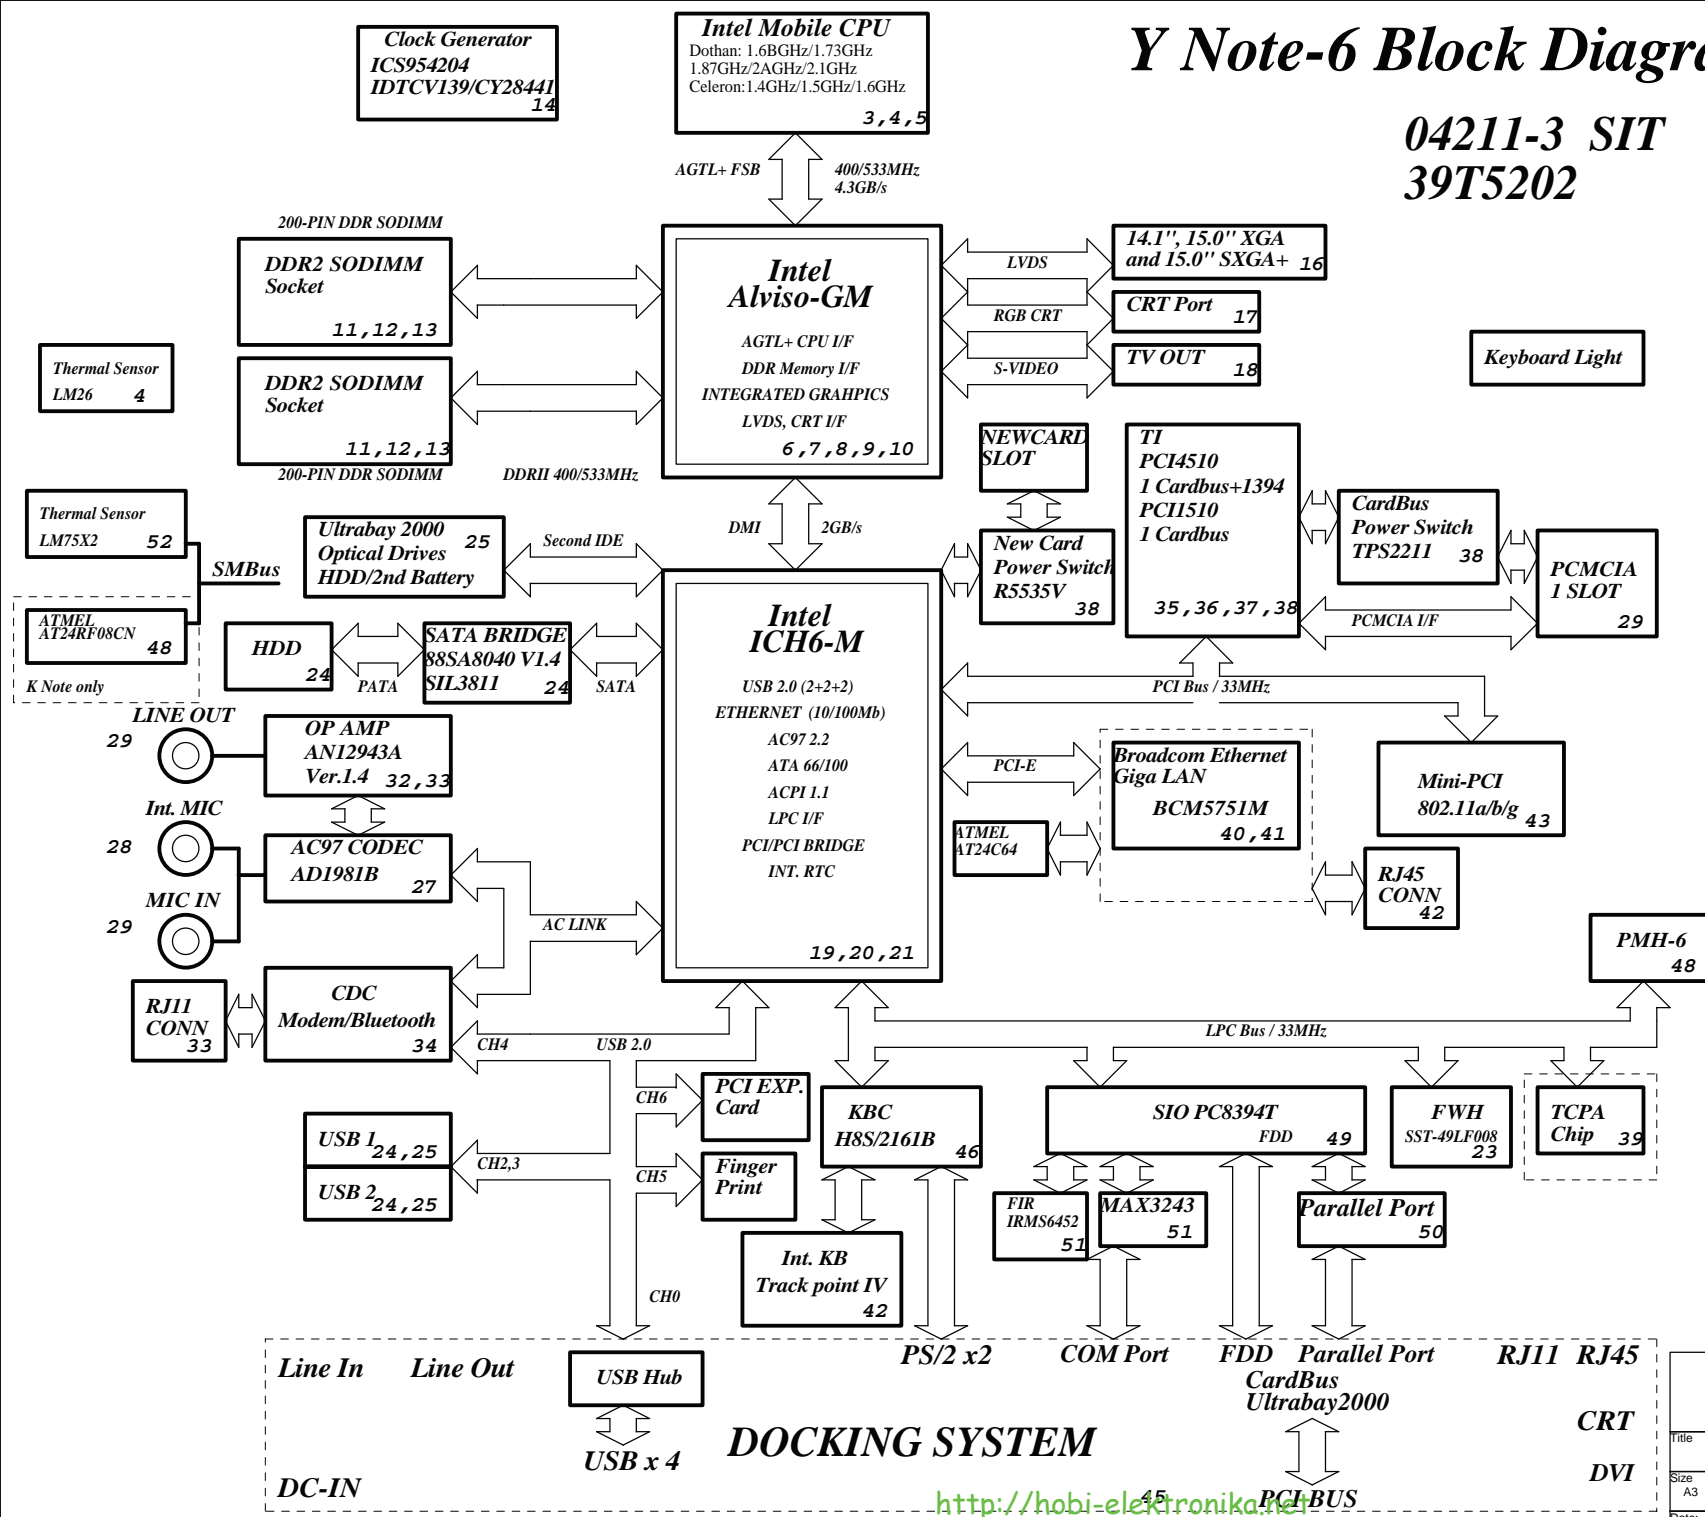 Y Note-6 Block Diagra
04211-3 SIT
39T5202
Clock Generator
ICS954204
IDTCV139/CY28441
14
Intel Mobile CPU
Dothan: 1.6BGHz/1.73GHz
1.87GHz/2AGHz/2.1GHz
Celeron:1.4GHz/1.5GHz/1.6GHz
3,4,5
AGTL+ FSB
400/533MHz
4.3GB/s
200-PIN DDR SODIMM
DDR2 SODIMM
Socket
11,12,13
DDR2 SODIMM
Socket
11,12,13
200-PIN DDR SODIMM
DDRII 400/533MHz
Intel
Alviso-GM
AGTL+ CPU I/F
DDR Memory I/F
INTEGRATED GRAHPICS
LVDS, CRT I/F
6,7,8,9,10
LVDS
14.1", 15.0" XGA
and 15.0" SXGA+ 16
RGB CRT
CRT Port
17
S-VIDEO
TV OUT
18
Keyboard Light
Thermal Sensor
LM26 4
Thermal Sensor
LM75X2 52
SMBus
ATMEL
AT24RF08CN
48
K Note only
Ultrabay 2000
Optical Drives
HDD/2nd Battery
25
Second IDE
DMI
2GB/s
NEWCARD
SLOT
New Card
Power Switch
R5535V
38
TI
PCI4510
1 Cardbus+1394
PCI1510
1 Cardbus
35,36,37,38
CardBus
Power Switch
TPS2211
38
PCMCIA
1 SLOT
29
PCMCIA I/F
HDD
24
PATA
SATA BRIDGE
88SA8040 V1.4
SIL3811
24
SATA
Intel
ICH6-M
USB 2.0 (2+2+2)
ETHERNET (10/100Mb)
AC97 2.2
ATA 66/100
ACPI 1.1
LPC I/F
PCI/PCI BRIDGE
INT. RTC
19,20,21
PCI Bus / 33MHz
PCI-E
Broadcom Ethernet
Giga LAN
BCM5751M
40,41
ATMEL
AT24C64
Mini-PCI
802.11a/b/g
43
RJ45
CONN
42
PMH-6
48
LINE OUT
29
OP AMP
AN12943A
Ver.1.4
32,33
Int. MIC
28
AC97 CODEC
AD1981B
27
MIC IN
29
AC LINK
RJ11
CONN
33
CDC
Modem/Bluetooth
34
CH4
USB 2.0
LPC Bus / 33MHz
CH6
PCI EXP.
Card
CH5
Finger
Print
USB 1
24,25
USB 2
24,25
CH2,3
CH0
KBC
H8S/2161B
46
SIO PC8394T
FDD
49
FWH
SST-49LF008
23
TCPA
Chip
39
Int. KB
Track point IV
42
FIR
IRMS6452
51
MAX3243
51
Parallel Port
50
Line In
Line Out
USB Hub
USB x 4
DC-IN
DOCKING SYSTEM
PS/2 x2
COM Port
FDD
Parallel Port
RJ11 RJ45
CardBus
Ultrabay2000
CRT
DVI
PCI BUS
45
http://hobi-elektronika.net
Title
Size
A3